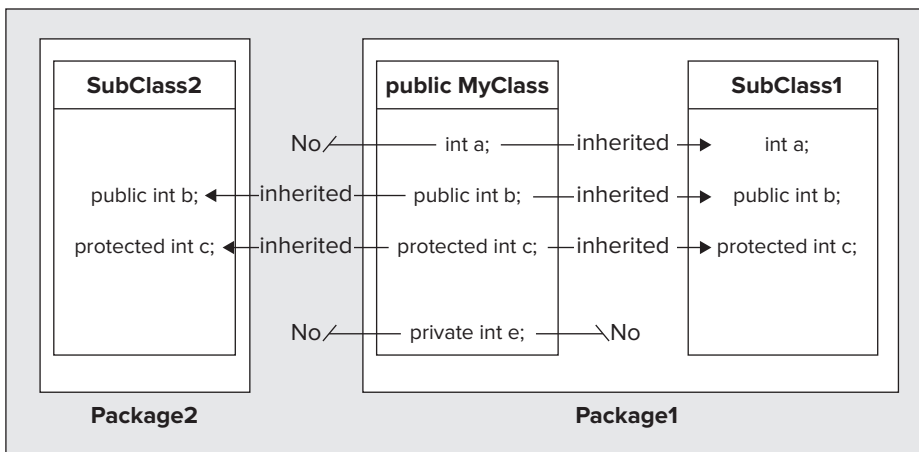 SubClass2
public MyClass
SubClass1
No
int a;
inherited
int a;
public int b;
inherited
public int b;
inherited
public int b;
protected int c;
inherited
protected int c;
inherited
protected int c;
No
private int e;
No
Package2
Package1